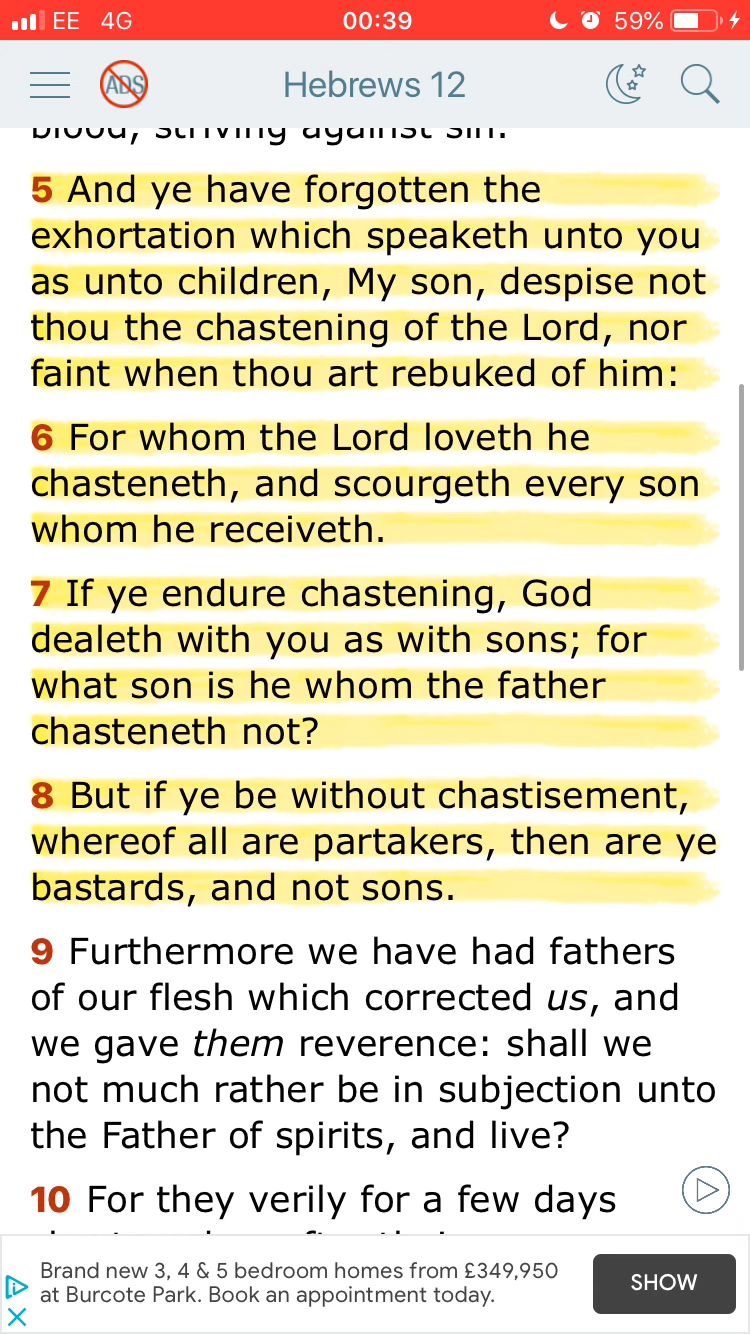 EE 4G 00:39 59%
ADS Hebrews 12
blood, striving against sin.
5 And ye have forgotten the
exhortation which speaketh unto you
as unto children, My son, despise not
thou the chastening of the Lord, nor
faint when thou art rebuked of him:
6 For whom the Lord loveth he
chasteneth, and scourgeth every son
whom he receiveth.
7 If ye endure chastening, God
dealeth with you as with sons; for
what son is he whom the father
chasteneth not?
8 But if ye be without chastisement,
whereof all are partakers, then are ye
bastards, and not sons.
9 Furthermore we have had fathers
of our flesh which corrected us, and
we gave them reverence: shall we
not much rather be in subjection unto
the Father of spirits, and live?
10 For they verily for a few days
Brand new 3, 4 & 5 bedroom homes from £349,950
at Burcote Park. Book an appointment today.
SHOW